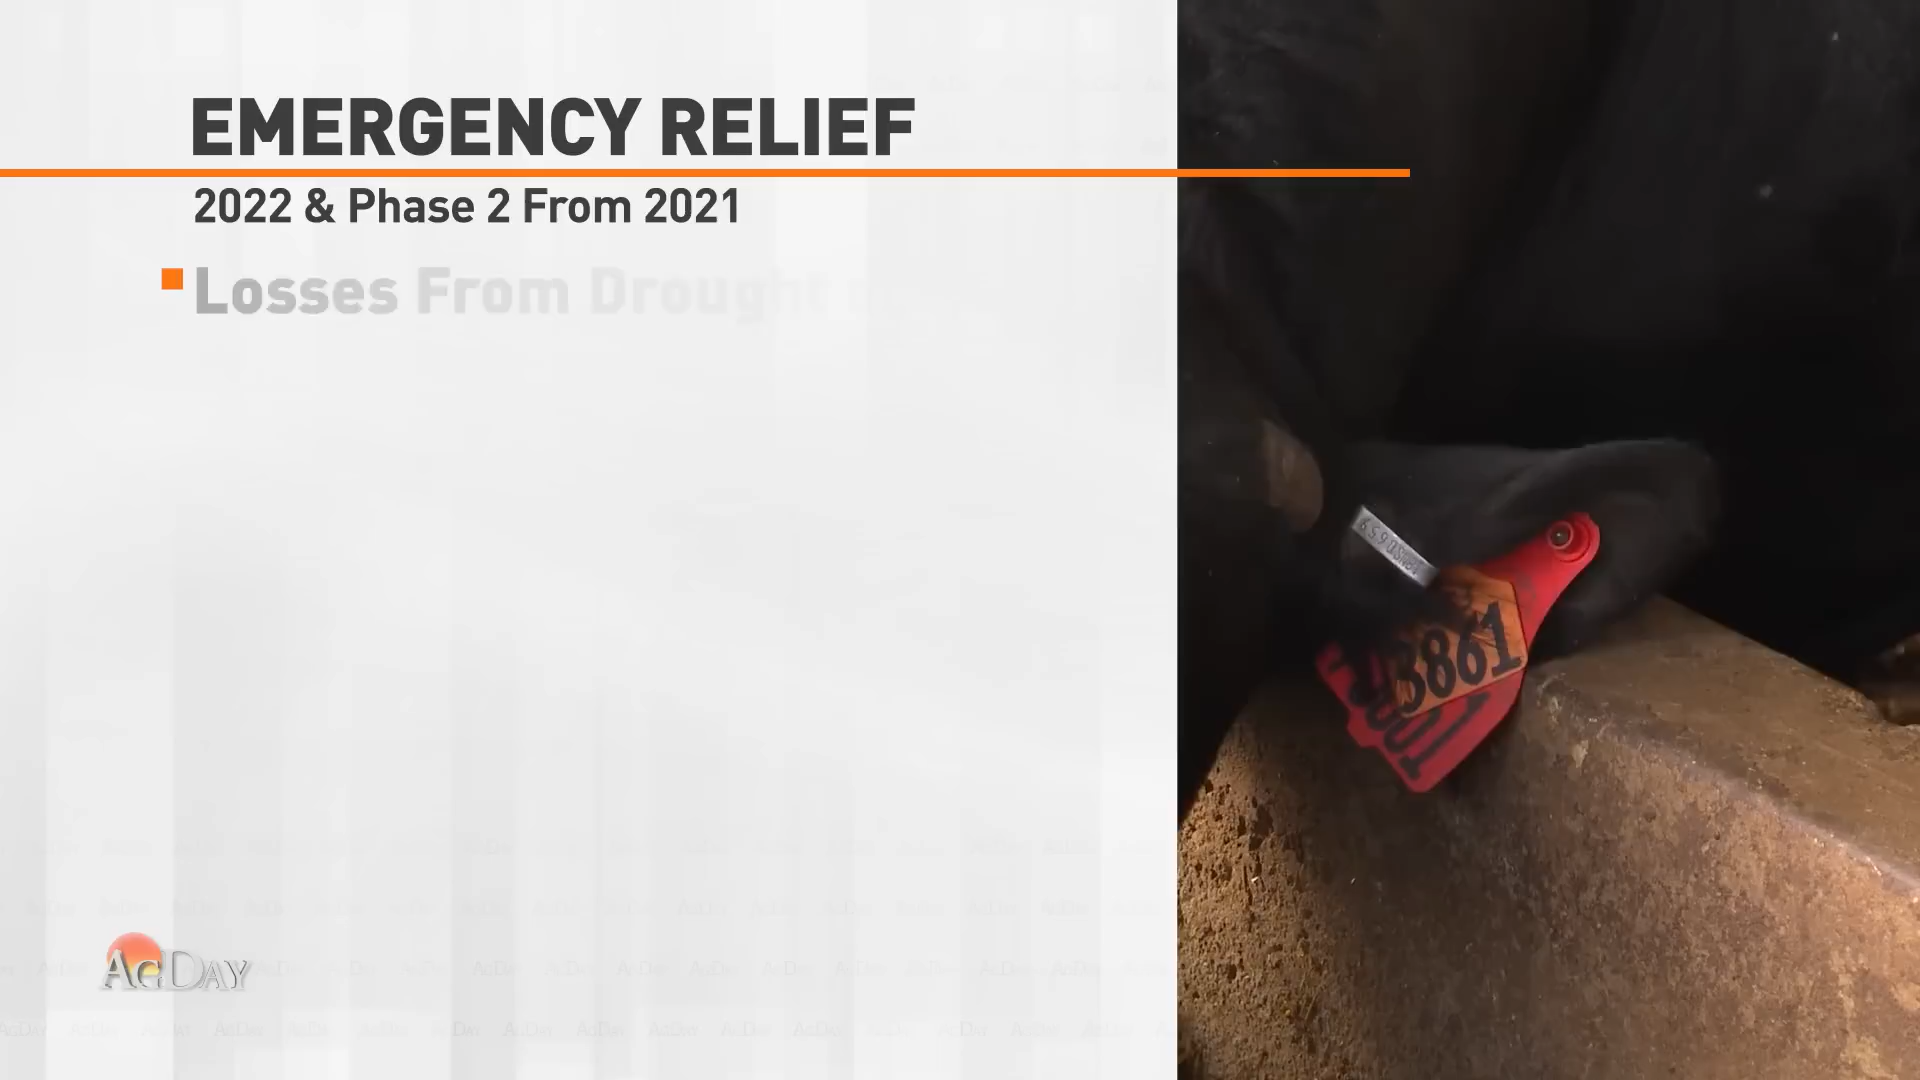 EMERGENCY RELIEF
2022 & Phase 2 From 2021
Losses From Drought
3861
AGDAY